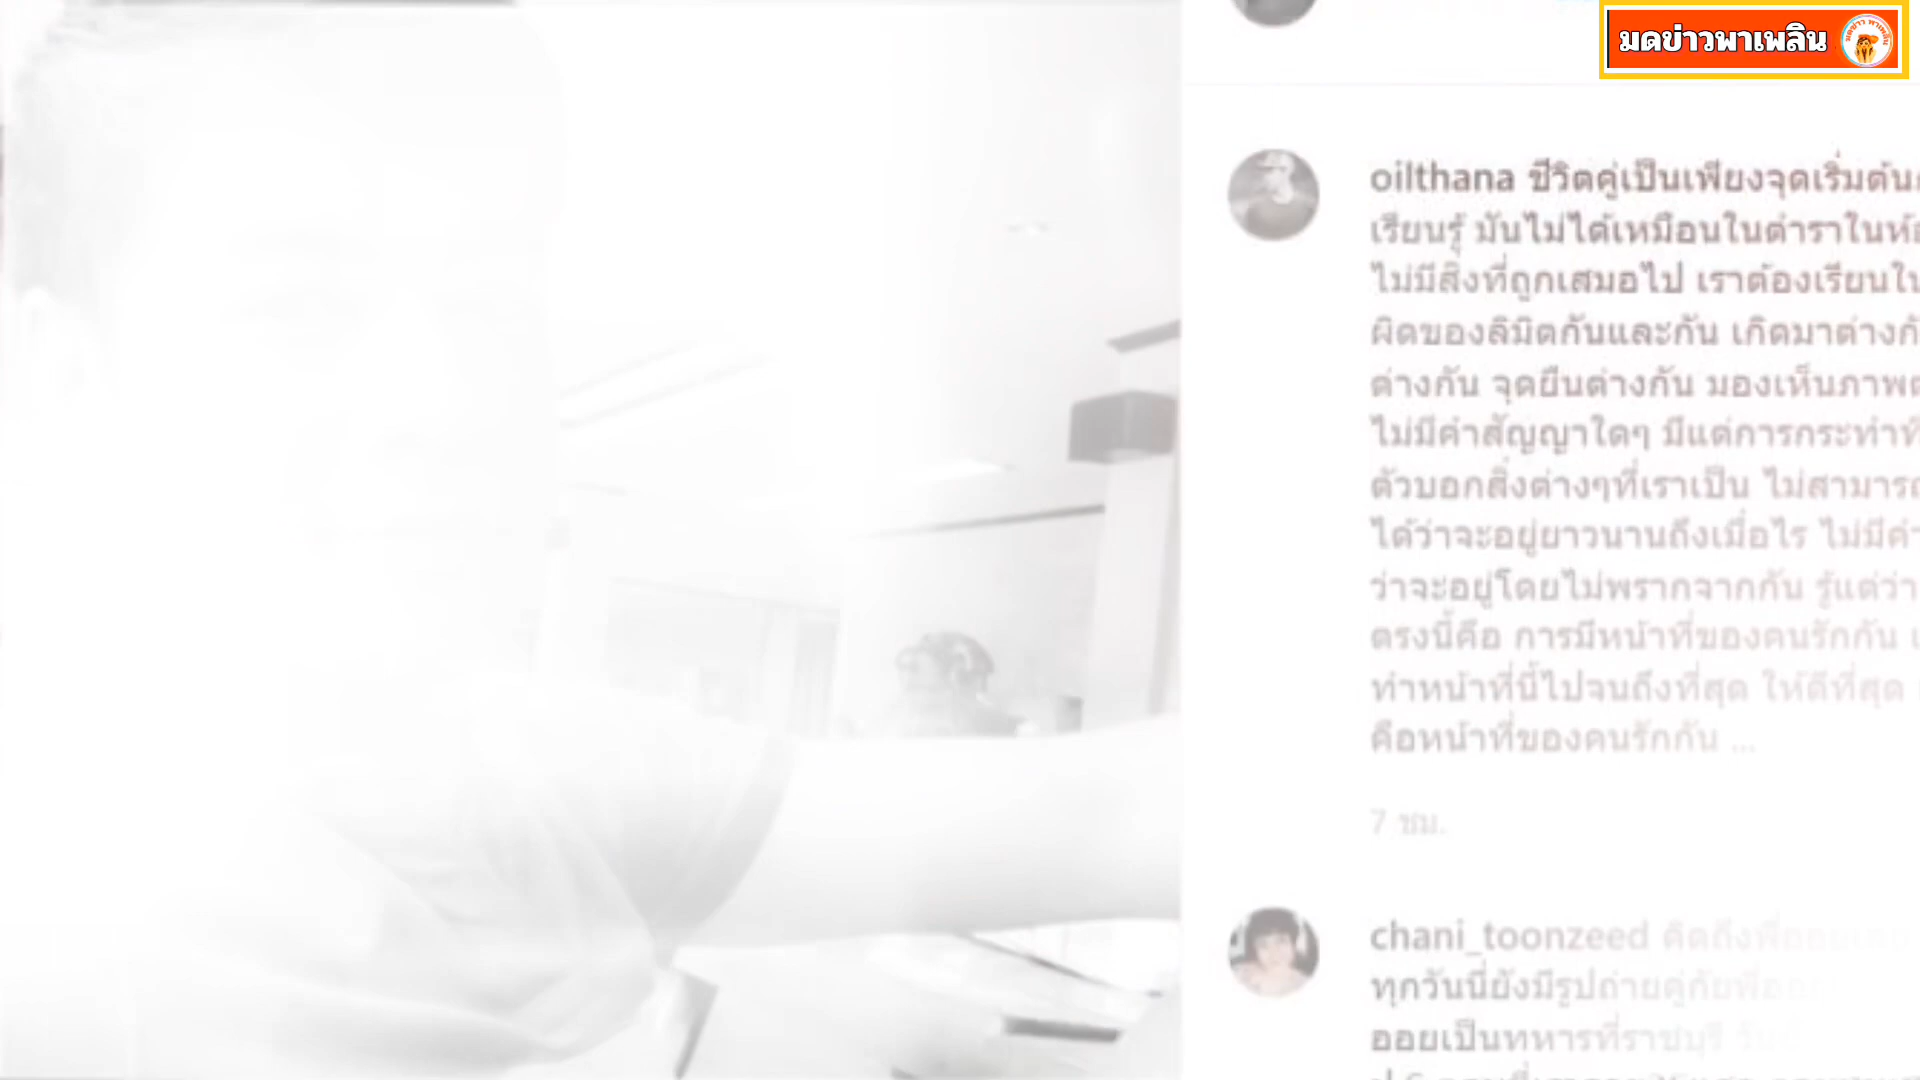 มดข่าวพาเพลิน
oilthana ชีวิตคู่เป็นเพียงจุดเริ่มต้น
เรียนรู้ มันไม่ได้เหมือนในตำราใน
ไม่มีสิ่งที่ถูกเสมอไป เราต้องเรียน
ผิดของลิมิตกันและกัน เกิดมาต่าง
ต่างกัน จุดยืนต่างกัน มองเห็นภาพ
ไม่มีคำสัญญาใดๆ มีแต่การกระทำ
ตัวบอกสิ่งต่างๆที่เราเป็น ไม่สามารถ
ได้ว่าจะอยู่ยาวนานถึงเมื่อไร ไม่มี
ว่าจะอยู่โดยไม่พรากจากกัน รู้แต่ว่า
ตรงนี้คือ การมีหน้าที่ของคนรักกัน
ทำหน้าที่นี้ไปจนถึงที่สุด ให้ดีที่สุด
คือหน้าที่ของคนรักกัน ...
7 ชม.
chani_toonzeed คิดถึงพี่
ทุกวันนี่ยังมีรูปถ่ายคู่กับพี่
ออยเป็นทหารที่ราชบุรี